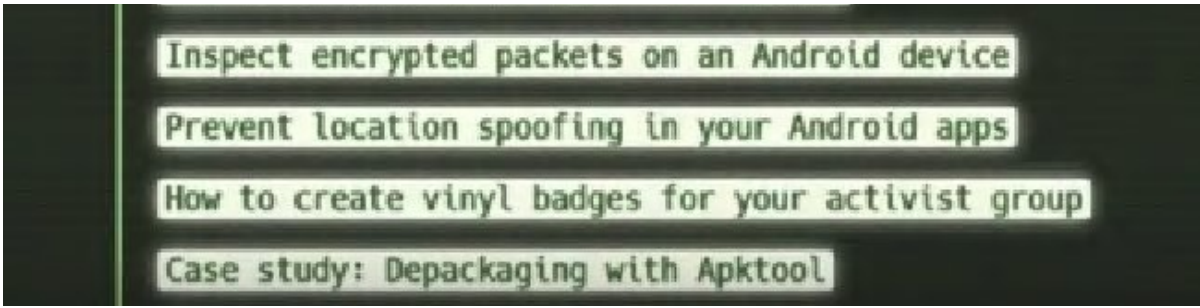 Inspect encrypted packets on an Android device
Prevent location spoofing in your Android apps
How to create vinyl badges for your activist group
Case study: Depackaging with Apktool